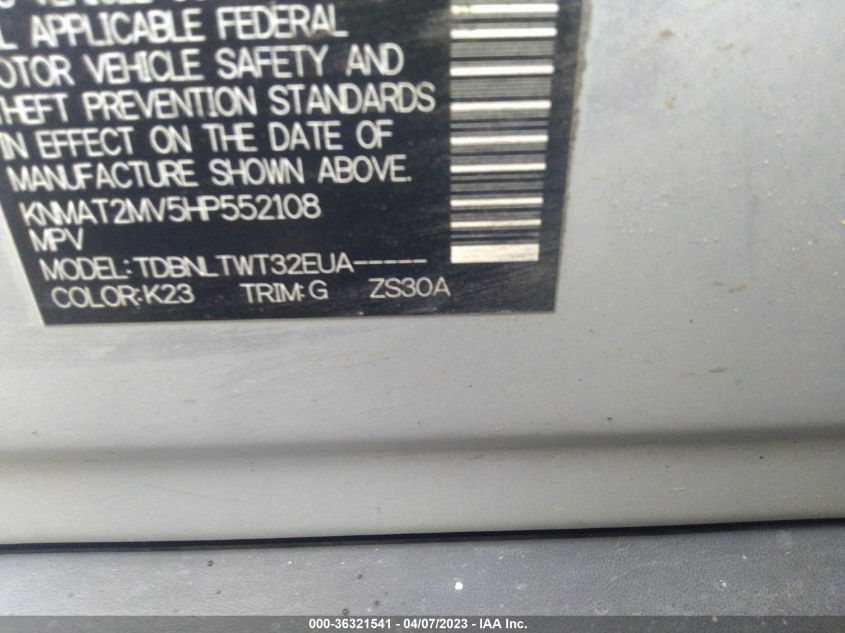 L APPLICABLE FEDERAL
OTOR VEHICLE SAFETY AND
HEFT PREVENTION STANDARDS
IN EFFECT ON THE DATE OF
MANUFACTURE SHOWN ABOVE.
KNMAT2MV5HP552108
MPV
MODEL:TDBNLTWT32EUA-----
COLOR:K23 TRIM:G ZS30A
000-36321541 - 04/07/2023 - IAA Inc.